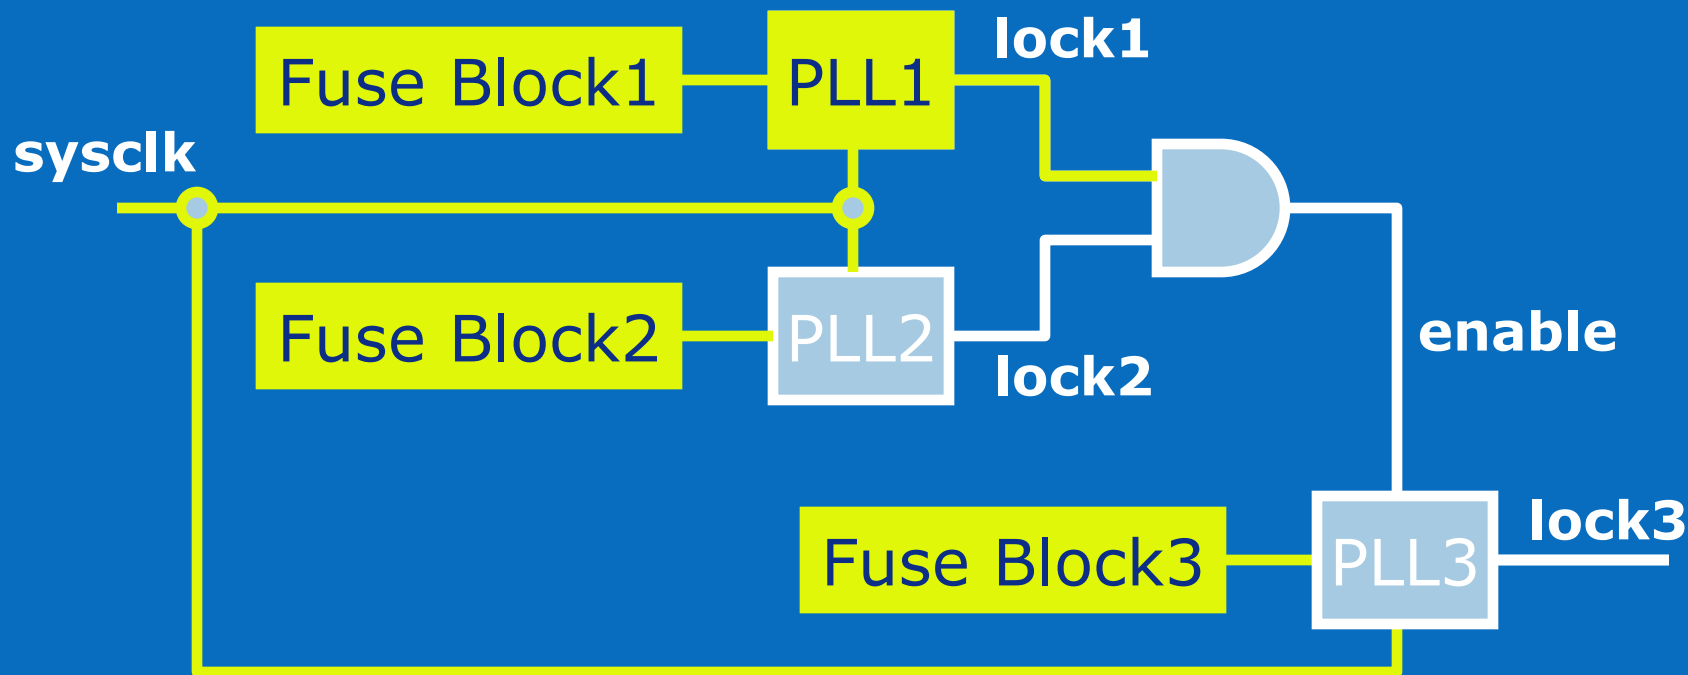 lock1
Fuse Block1
PLL1
sysclk
Fuse Block2
PLL2
lock2
enable
Fuse Block3
PLL3
lock3